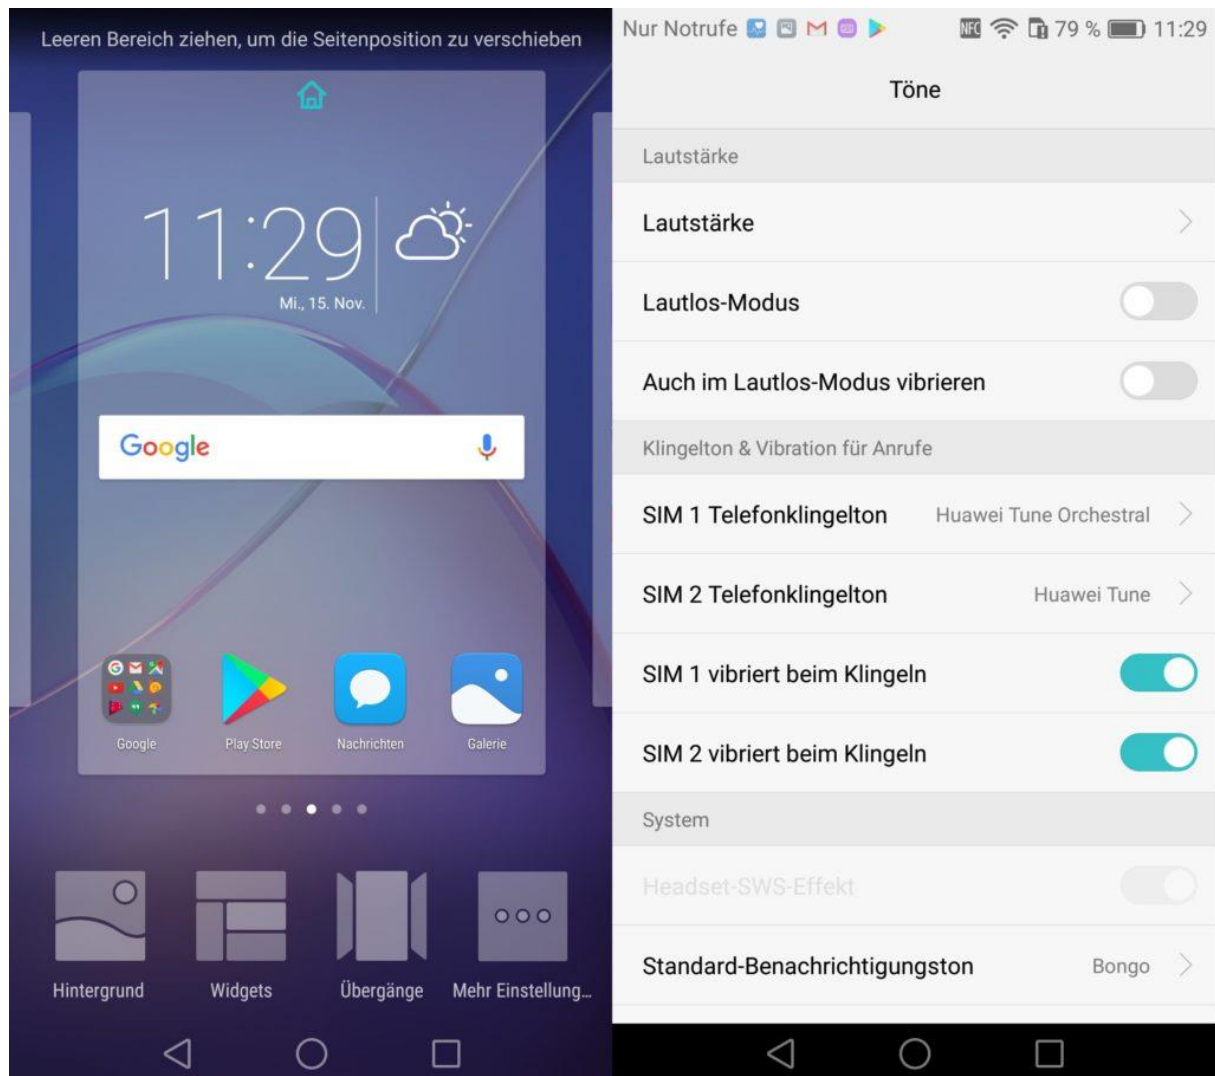 Leeren Bereich ziehen, um die Seitenposition zu verschieben
11:29
Mi., 15. Nov.
Google
Google
Play Store
Nachrichten
Galerie
Hintergrund
Widgets
Übergänge
Mehr Einstellung...
Nur Notrufe
NFC
79 %
11:29
Töne
Lautstärke
Lautstärke
Lautlos-Modus
Auch im Lautlos-Modus vibrieren
Klingelton & Vibration für Anrufe
SIM 1 Telefonklingelton Huawei Tune Orchestral
SIM 2 Telefonklingelton Huawei Tune
SIM 1 vibriert beim Klingeln
SIM 2 vibriert beim Klingeln
System
Headset-SWS-Effekt
Standard-Benachrichtigungston Bongo